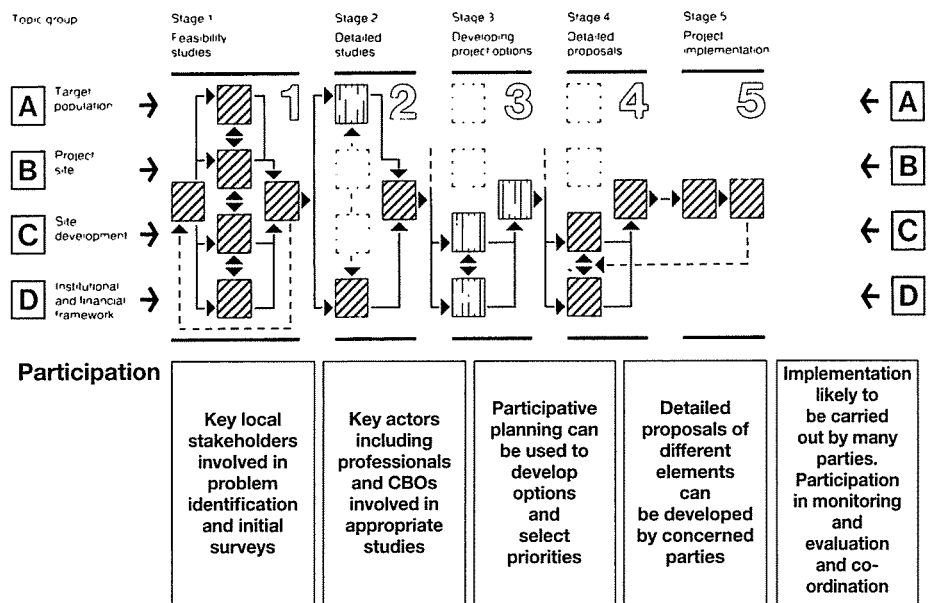 Topic group
Stage 1
Feasibility
studies
Stage 2
Detailed
studies
Stage 3
Developing
project options
Stage 4
Detailed
proposals
Stage 5
Project
implementation
1
2
3
4
5
A
Target
population
A
B
Project
site
B
C
Site
development
C
D
Institutional
and financial
framework
D
Participation
Key local
stakeholders
involved in
problem
identification
and initial
surveys
Key actors
including
professionals
and CBOs
involved in
appropriate
studies
Participative
planning can
be used to
develop
options
and
select
priorities
Detailed
proposals of
different
elements
can
be developed
by concerned
parties
Implementation
likely to
be carried
out by many
parties.
Participation
in monitoring
and
evaluation
and co-
ordination